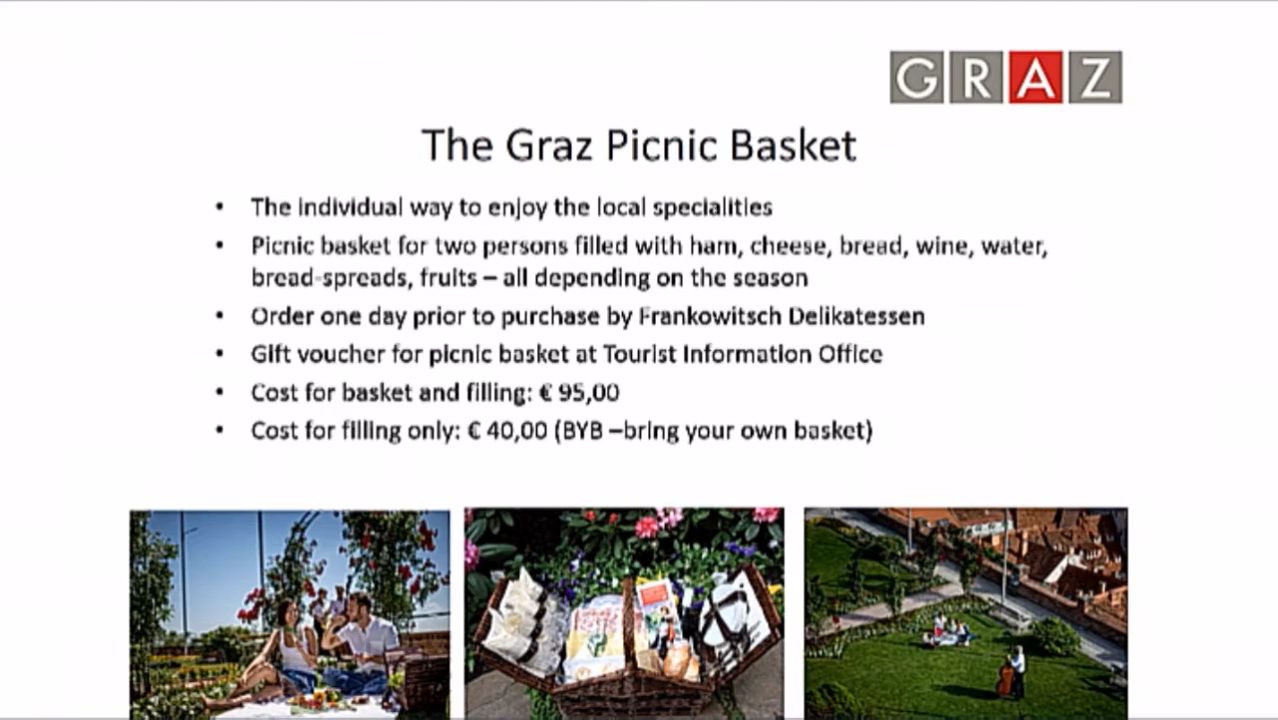 GRAZ
The Graz Picnic Basket
• The individual way to enjoy the local specialities
• Picnic basket for two persons filled with ham, cheese, bread, wine, water,
bread-spreads, fruits – all depending on the season
• Order one day prior to purchase by Frankowitsch Delikatessen
• Gift voucher for picnic basket at Tourist Information Office
• Cost for basket and filling: € 95,00
• Cost for filling only: € 40,00 (BYB –bring your own basket)